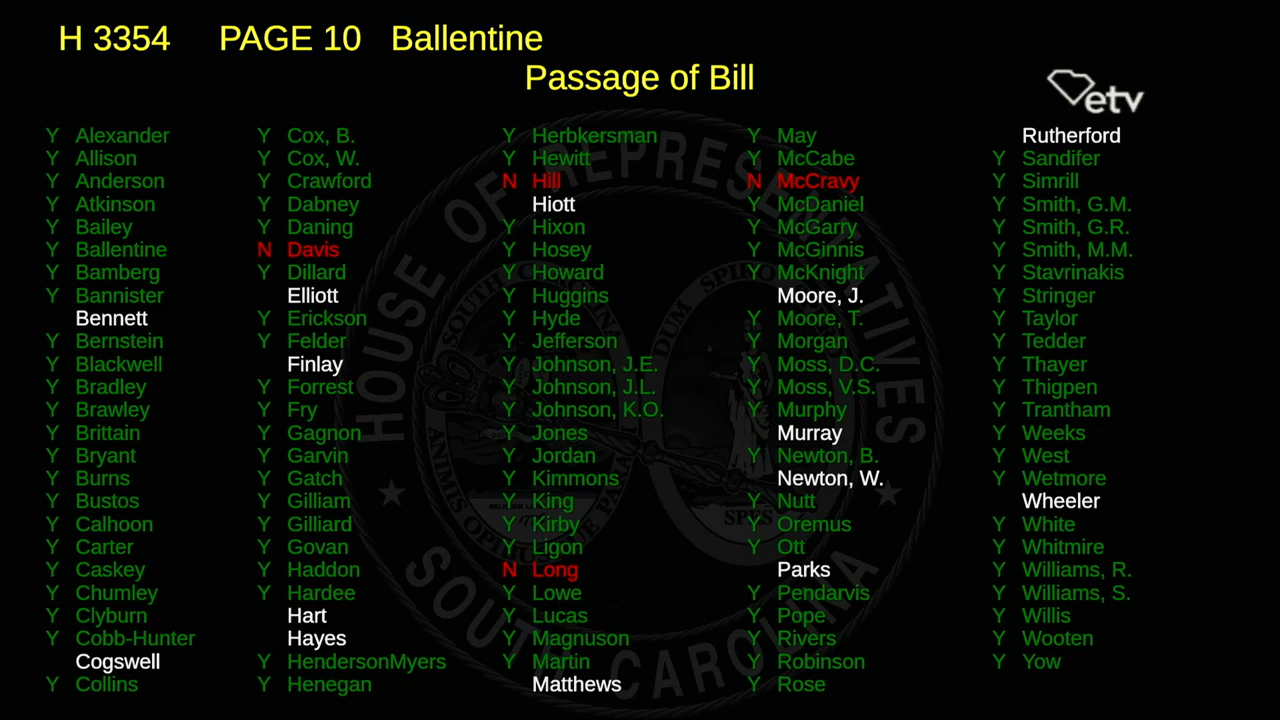 H 3354 PAGE 10 Ballentine
Passage of Bill
etv
Y Alexander
Y Allison
Y Anderson
Y Atkinson
Y Bailey
Y Ballentine
Y Bamberg
Y Bannister
Bennett
Y Bernstein
Y Blackwell
Y Bradley
Y Brawley
Y Brittain
Y Bryant
Y Burns
Y Bustos
Y Calhoon
Y Carter
Y Caskey
Y Chumley
Y Clyburn
Y Cobb-Hunter
Cogswell
Y Collins
Y Cox, B.
Y Cox, W.
Y Crawford
Y Dabney
Y Daning
N Davis
Y Dillard
Elliott
Y Erickson
Y Felder
Finlay
Y Forrest
Y Fry
Y Gagnon
Y Garvin
Y Gatch
Y Gilliam
Y Gilliard
Y Govan
Y Haddon
Y Hardee
Hart
Hayes
Y HendersonMyers
Y Henegan
Y Herbkersman
Y Hewitt
N Hill
Hiott
Y Hixon
Y Hosey
Y Howard
Y Huggins
Y Hyde
Y Jefferson
Y Johnson, J.E.
Y Johnson, J.L.
Y Johnson, K.O.
Y Jones
Y Jordan
Y Kimmons
Y King
Y Kirby
Y Ligon
N Long
Y Lowe
Y Lucas
Y Magnuson
Y Martin
Matthews
Y May
Y McCabe
N McCravy
Y McDaniel
Y McGarry
Y McGinnis
Y McKnight
Moore, J.
Y Moore, T.
Y Morgan
Y Moss, D.C.
Y Moss, V.S.
Y Murphy
Murray
Y Newton, B.
Newton, W.
Y Nutt
Y Oremus
Y Ott
Parks
Y Pendarvis
Y Pope
Y Rivers
Y Robinson
Y Rose
Rutherford
Y Sandifer
Y Simrill
Y Smith, G.M.
Y Smith, G.R.
Y Smith, M.M.
Y Stavrinakis
Y Stringer
Y Taylor
Y Tedder
Y Thayer
Y Thigpen
Y Trantham
Y Weeks
Y West
Y Wetmore
Wheeler
Y White
Y Whitmire
Y Williams, R.
Y Williams, S.
Y Willis
Y Wooten
Y Yow
HOUSE OF REPRESENTATIVES
SOUTH CAROLINA